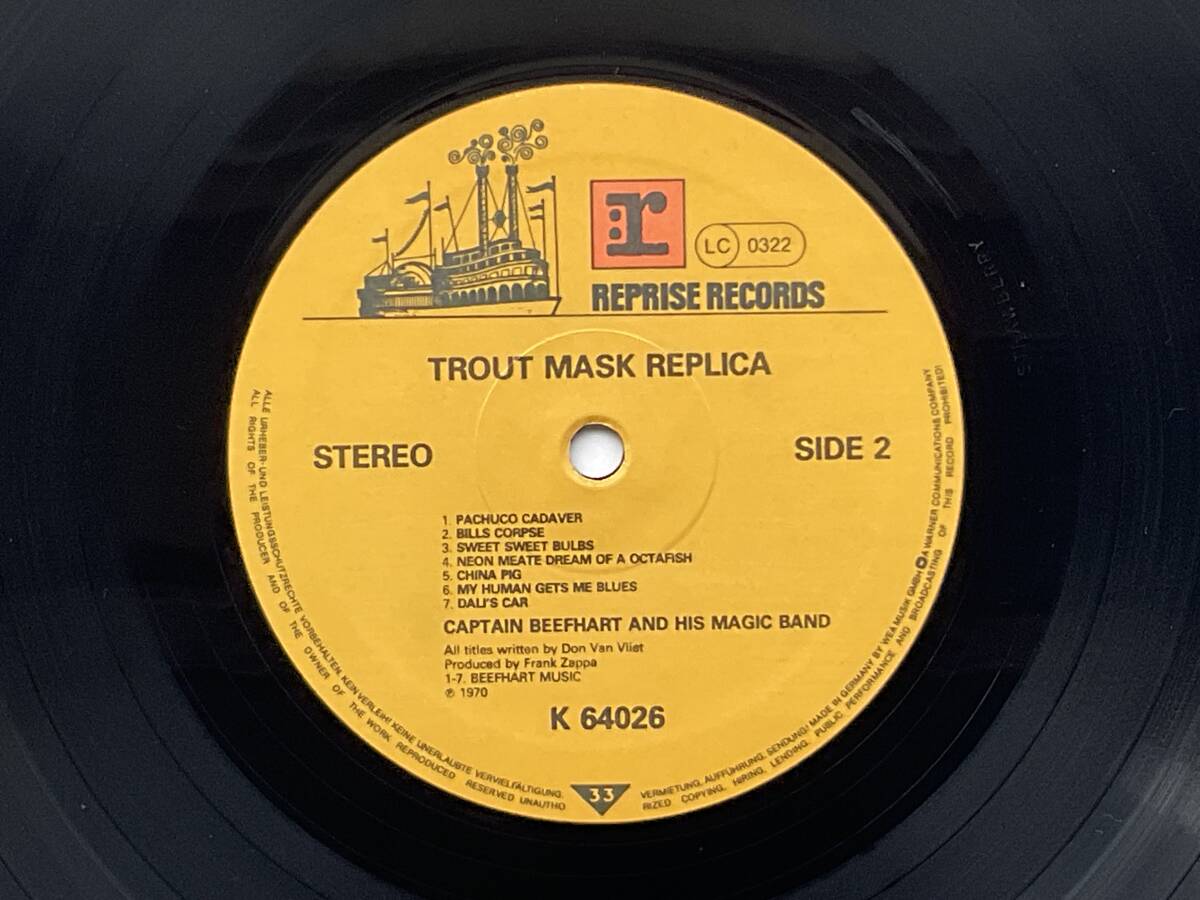 r
LC 0322
REPRISE RECORDS
TROUT MASK REPLICA
STEREO
SIDE 2
1. PACHUCO CADAVER
2. BILLS CORPSE
3. SWEET SWEET BULBS
4. NEON MEATE DREAM OF A OCTAFISH
5. CHINA PIG
6. MY HUMAN GETS ME BLUES
7. DALI'S CAR
CAPTAIN BEEFHART AND HIS MAGIC BAND
All titles written by Don Van Vliet
Produced by Frank Zappa
1-7. BEEFHART MUSIC
℗ 1970
K 64026
33
ALLE URHEBER- UND LEISTUNGSSCHUTZRECHTE VORBEHALTEN. KEIN VERLEIH! KEINE UNERLAUBTE VERVIELFÄLTIGUNG. VERMIETUNG, AUFFÜHRUNG, SENDUNG! MADE IN GERMANY BY WEA MUSIK GMBH A WARNER COMMUNICATIONS COMPANY
ALL RIGHTS OF THE PRODUCER AND OF THE OWNER OF THE WORK REPRODUCED RESERVED UNAUTHORIZED COPYING, HIRING, LENDING, PUBLIC PERFORMANCE AND BROADCASTING OF THIS RECORD PROHIBITED!